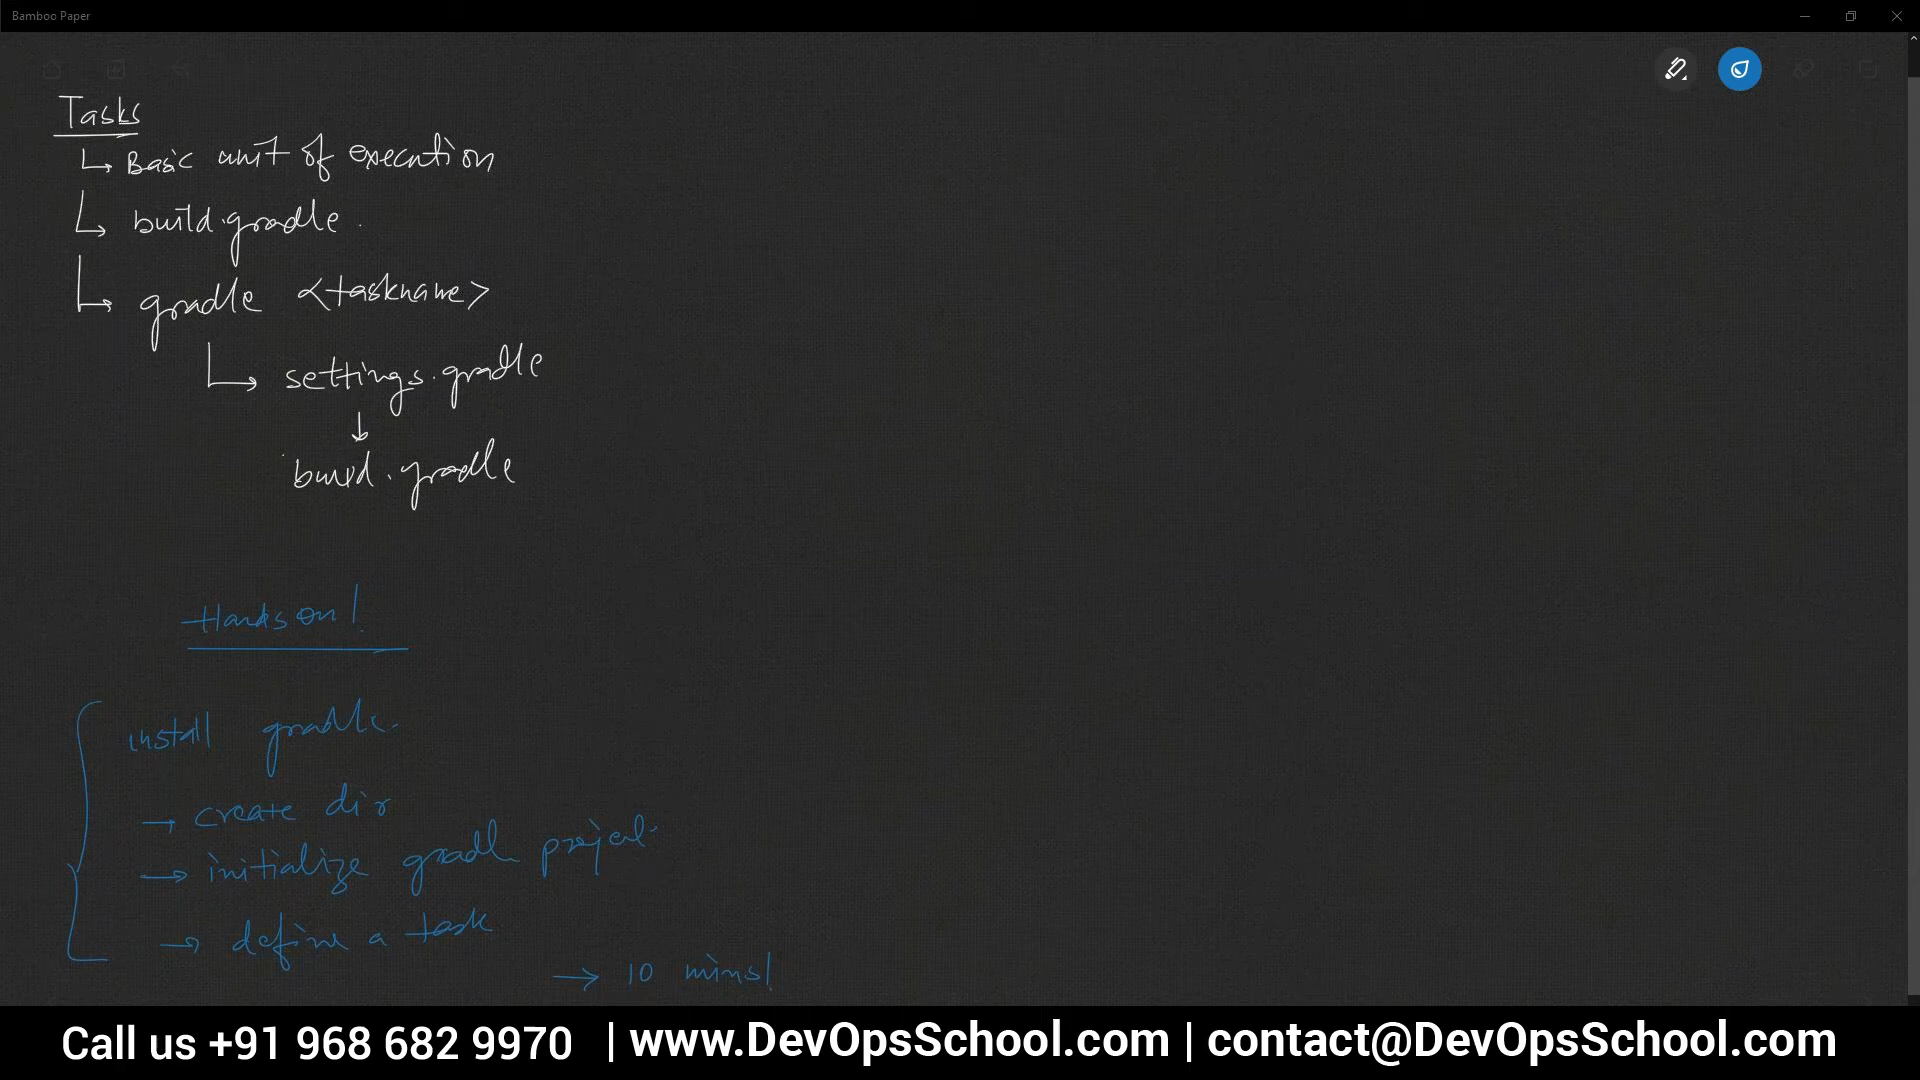 Bamboo Paper
Tasks
↳ Basic unit of execution
↳ build.gradle.
↳ gradle <taskname>
↳ settings.gradle
↓
build.gradle
Hands on!
install gradle.
→ create dir
→ initialize gradle project.
→ define a task
→ 10 mins!
Call us +91 968 682 9970 | www.DevOpsSchool.com | contact@DevOpsSchool.com